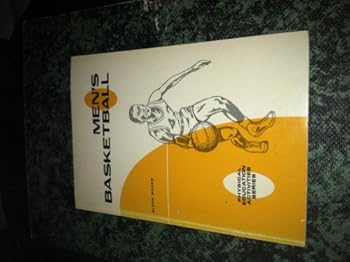 MEN'S
BASKETBALL
PHYSICAL
EDUCATION
ACTIVITIES
SERIES